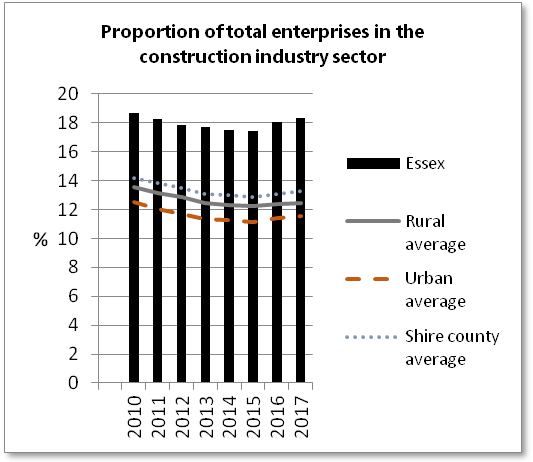 Proportion of total enterprises in the
construction industry sector
20
18
16
14
12
10
8
6
4
2
0
%
2010
2011
2012
2013
2014
2015
2016
2017
Essex
Rural
average
Urban
average
Shire county
average